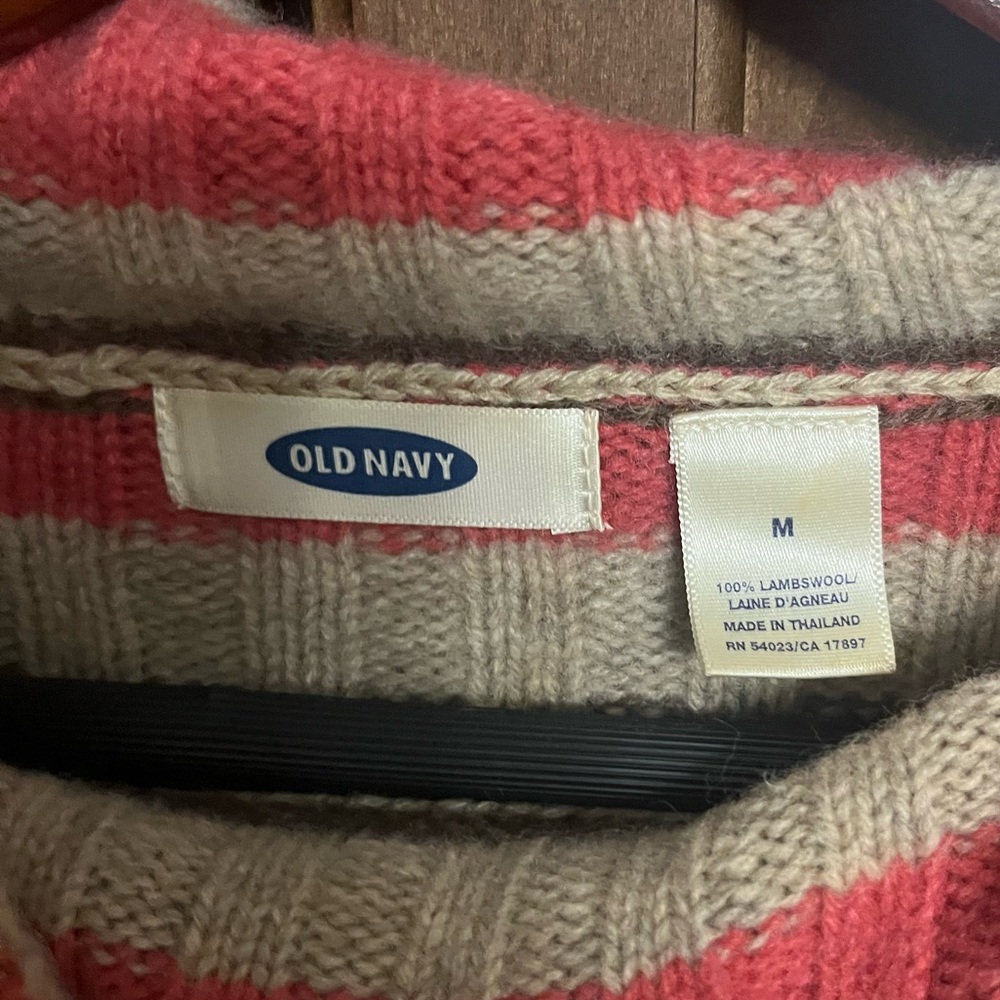 OLD NAVY
M
100% LAMBSWOOL/
LAINE D'AGNEAU
MADE IN THAILAND
RN 54023/CA 17897